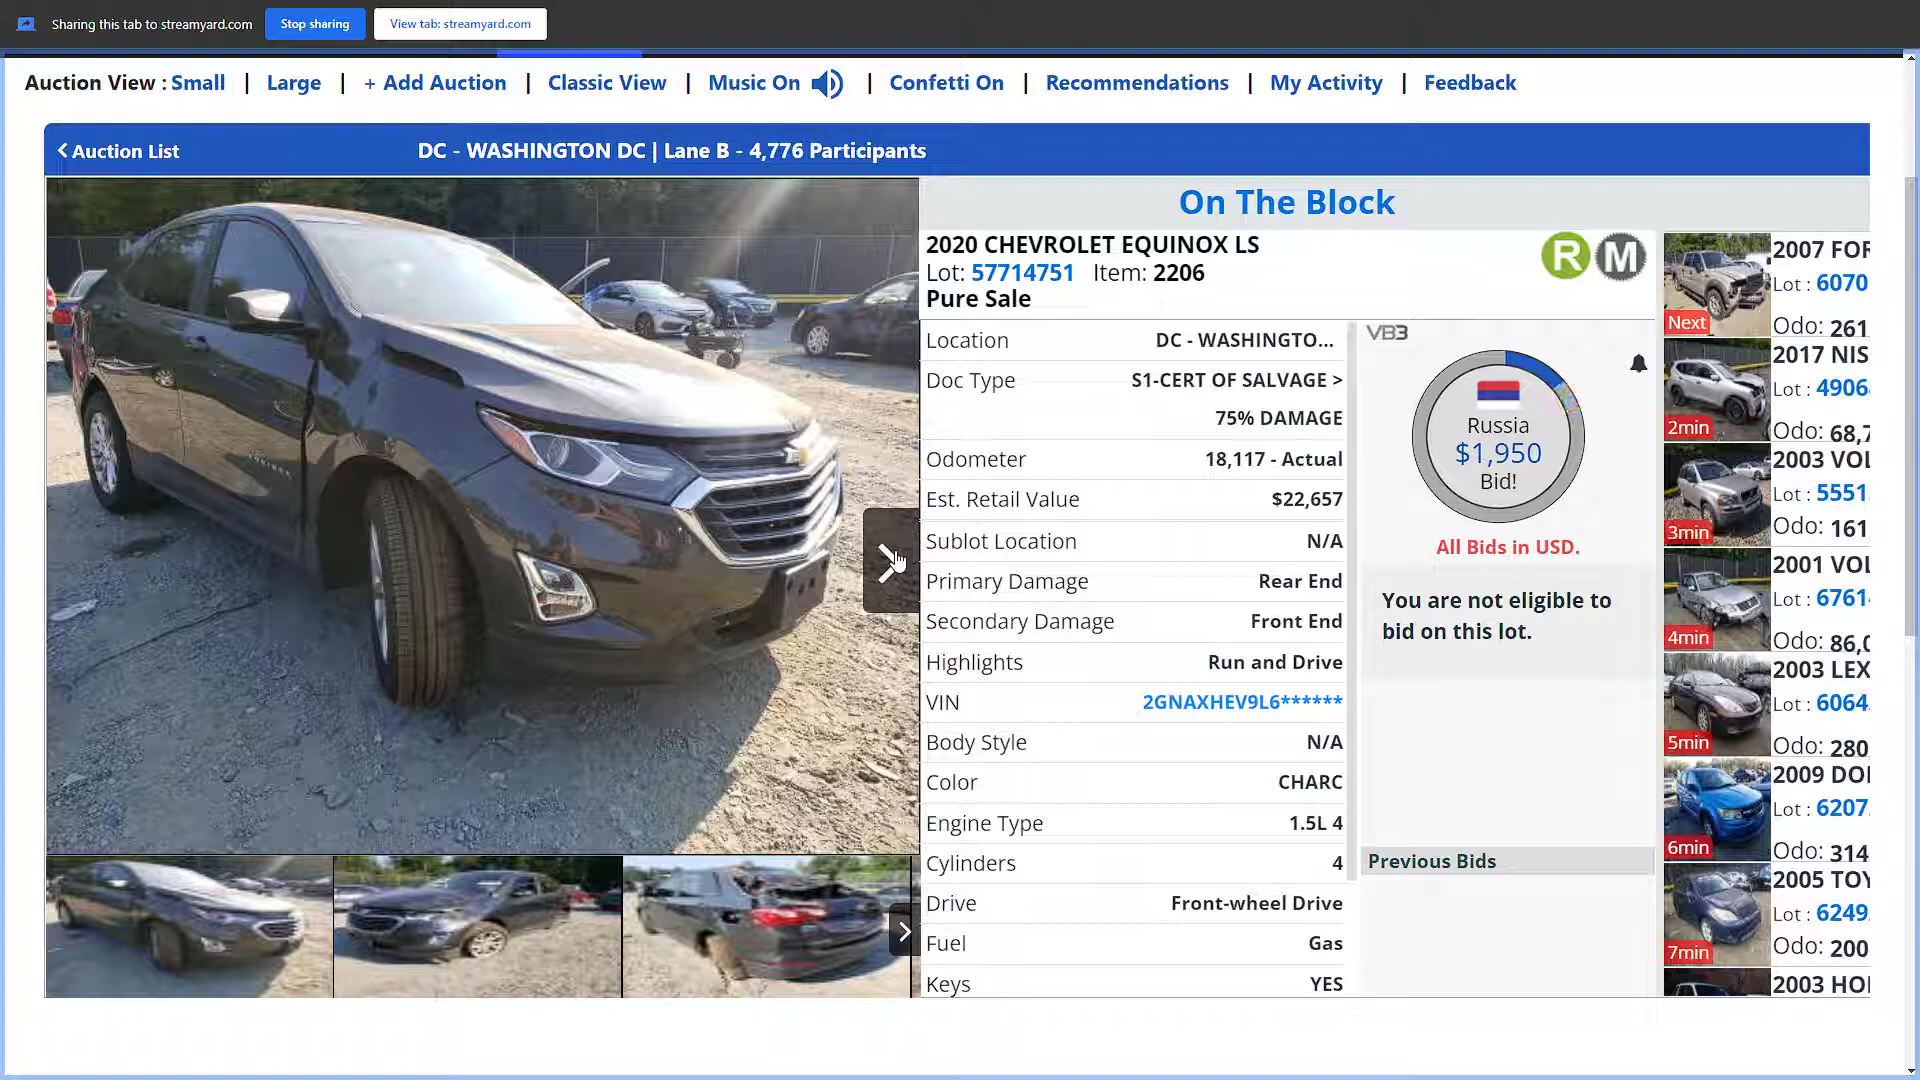 Sharing this tab to streamyard.com Stop sharing View tab: streamyard.com
Auction View : Small | Large | + Add Auction | Classic View | Music On | Confetti On | Recommendations | My Activity | Feedback
Auction List DC - WASHINGTON DC | Lane B - 4,776 Participants
On The Block
2020 CHEVROLET EQUINOX LS
Lot: 57714751 Item: 2206
Pure Sale
R M
Location DC - WASHINGTO...
Doc Type S1-CERT OF SALVAGE >
75% DAMAGE
Odometer 18,117 - Actual
Est. Retail Value $22,657
Sublot Location N/A
Primary Damage Rear End
Secondary Damage Front End
Highlights Run and Drive
VIN 2GNAXHEV9L6******
Body Style N/A
Color CHARC
Engine Type 1.5L 4
Cylinders 4
Drive Front-wheel Drive
Fuel Gas
Keys YES
VB3
Russia
$1,950
Bid!
All Bids in USD.
You are not eligible to
bid on this lot.
Previous Bids
2007 FOR
Lot : 6070
Next
Odo: 261
2017 NIS
Lot : 4906
2min
Odo: 68,7
2003 VOL
Lot : 5551
3min
Odo: 161
2001 VOL
Lot : 6761
4min
Odo: 86,0
2003 LEX
Lot : 6064
5min
Odo: 280
2009 DO
Lot : 6207
6min
Odo: 314
2005 TOY
Lot : 6249
7min
Odo: 200
2003 HO